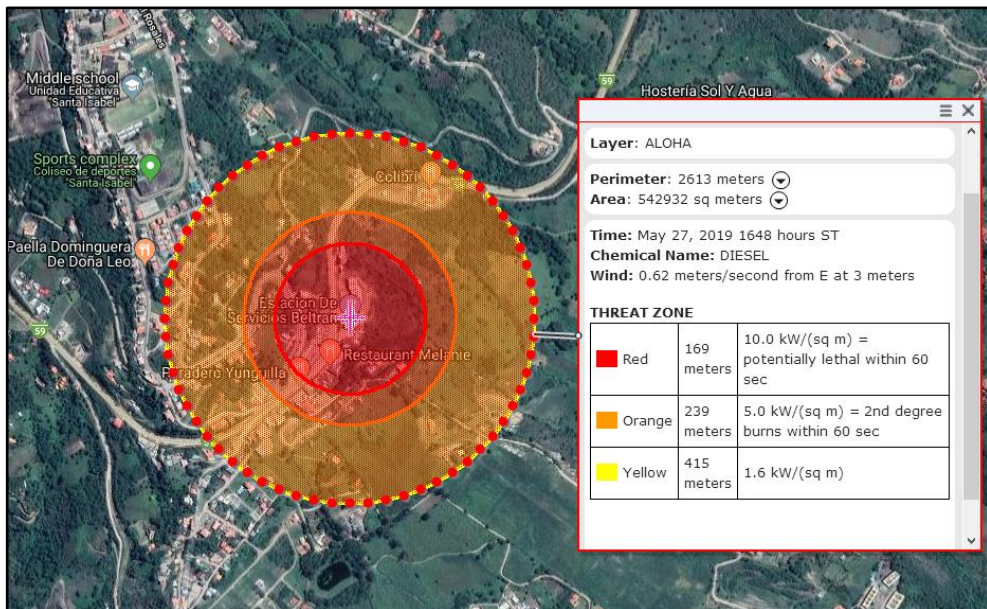 Rosales
Middle school
Unidad Educativa
"Santa Isabel"
Sports complex
Coliseo de deportes
"Santa Isabel"
Paella Dominguera
De Doña Leo
59
59
59
Hostería Sol Y Agua
Colibrí
Estación De
Servicios Beltran
Restaurant Melanie
Paradero Yunguilla
59
Layer: ALOHA
Perimeter: 2613 meters
Area: 542932 sq meters
Time: May 27, 2019 1648 hours ST
Chemical Name: DIESEL
Wind: 0.62 meters/second from E at 3 meters
THREAT ZONE
Red
169
meters
10.0 kW/(sq m) =
potentially lethal within 60
sec
Orange
239
meters
5.0 kW/(sq m) = 2nd degree
burns within 60 sec
Yellow
415
meters
1.6 kW/(sq m)